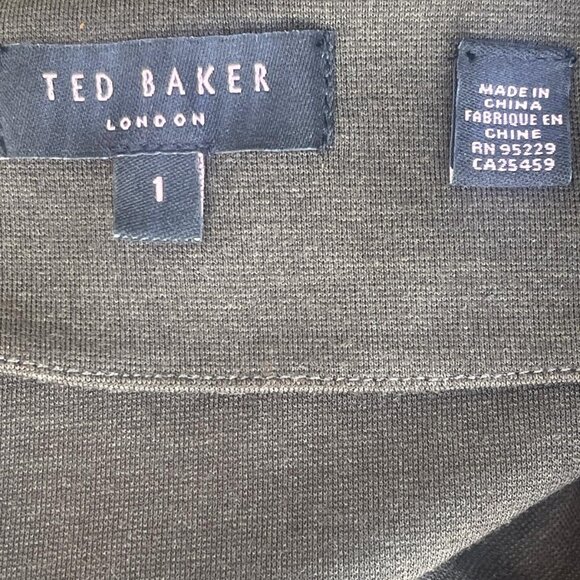 TED BAKER
LONDON
1
MADE IN
CHINA
FABRIQUE EN
CHINE
RN 95229
CA25459